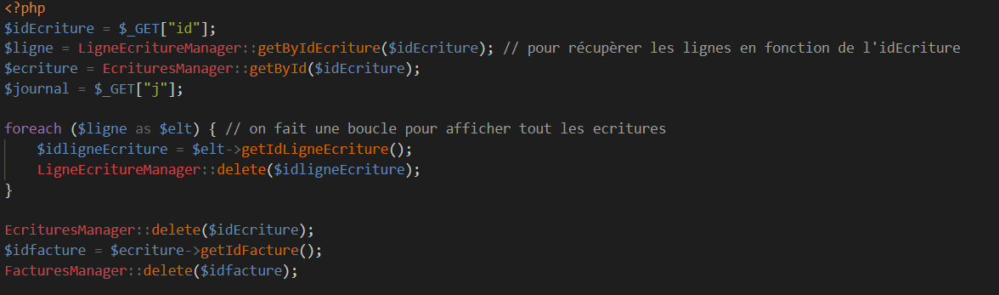 <?php
$idEcriture = $_GET["id"];
$ligne = LigneEcritureManager::getByIdEcriture($idEcriture); // pour récupèrer les lignes en fonction de l'idEcriture
$ecriture = EcrituresManager::getById($idEcriture);
$journal = $_GET["j"];
foreach ($ligne as $elt) { // on fait une boucle pour afficher tout les ecritures
$idligneEcriture = $elt->getIdLigneEcriture();
LigneEcritureManager::delete($idligneEcriture);
}
EcrituresManager::delete($idEcriture);
$idfacture = $ecriture->getIdFacture();
FacturesManager::delete($idfacture);